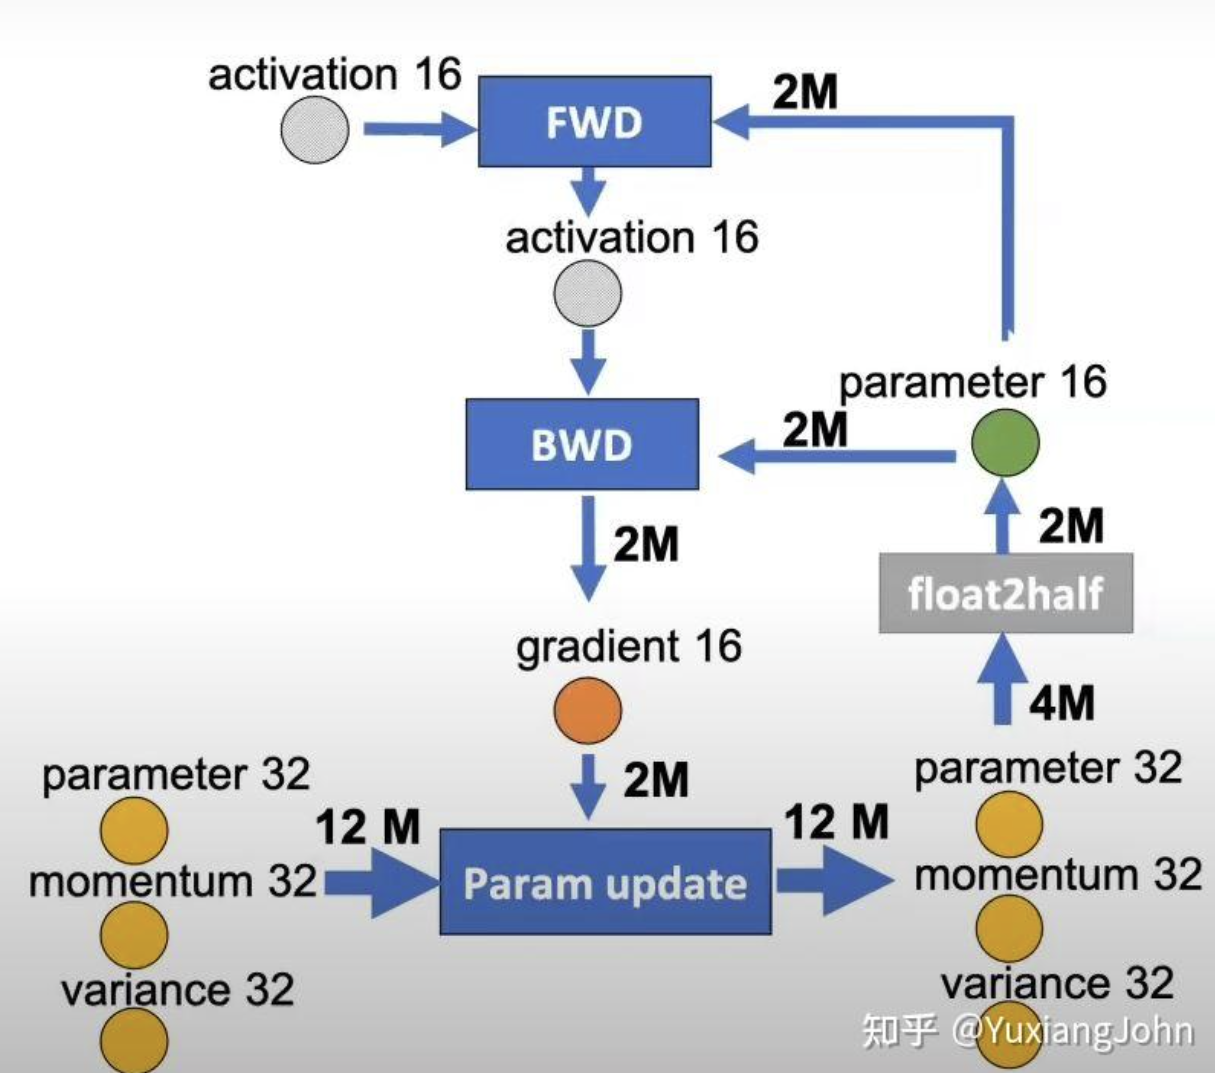 activation 16
FWD
2M
activation 16
parameter 16
2M
BWD
2M
2M
float2half
gradient 16
4M
parameter 32
2M
parameter 32
12 M
12 M
momentum 32
Param update
momentum 32
variance 32
variance 32
知乎 @YuxiangJohn